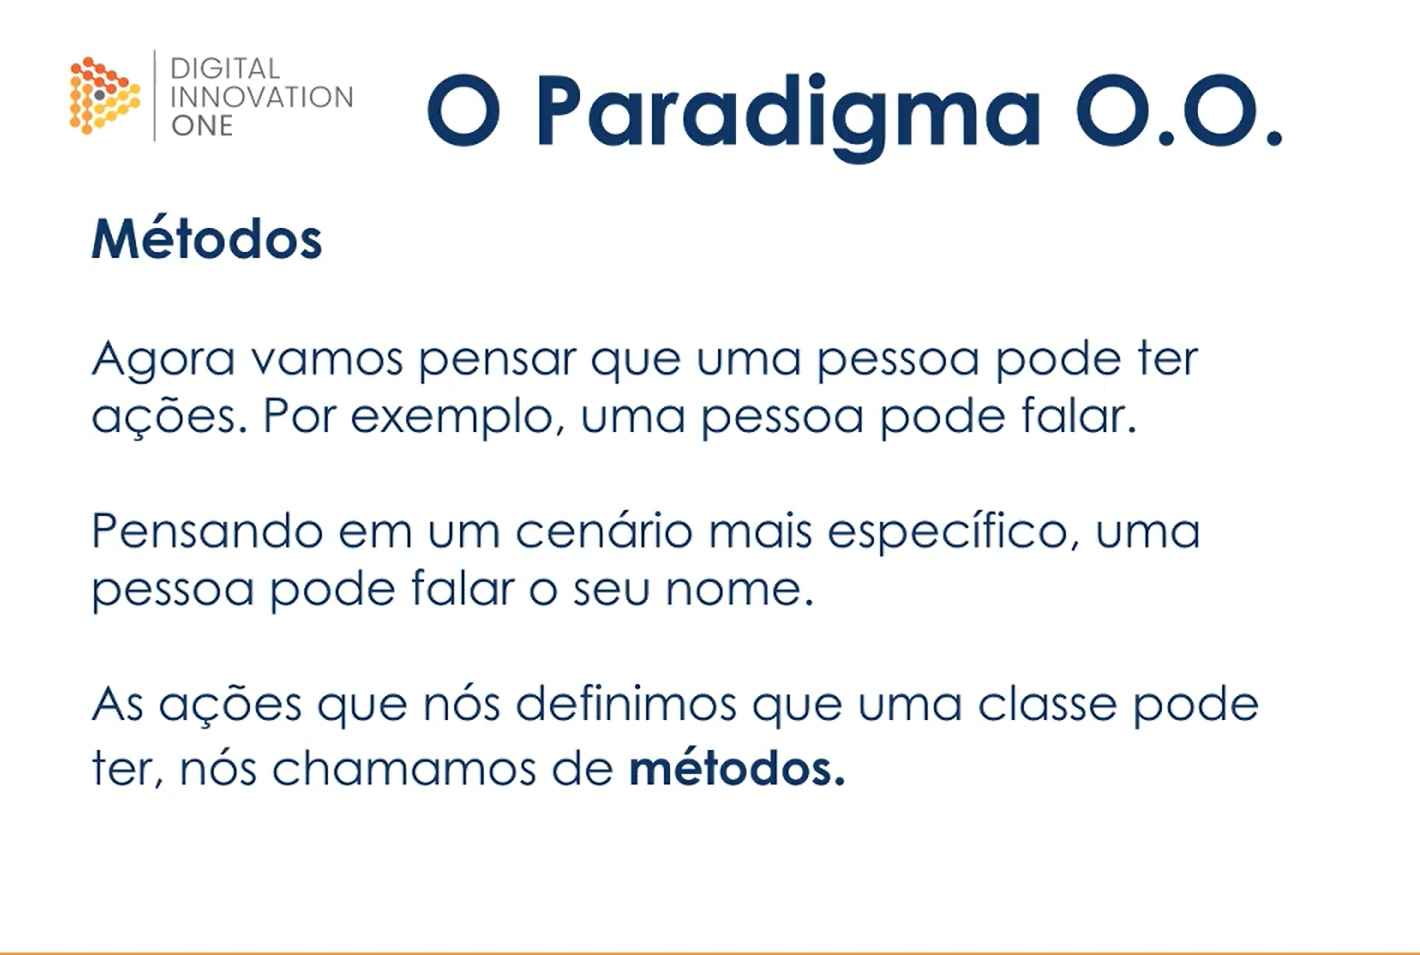 DIGITAL
INNOVATION
ONE
O Paradigma O.O.
Métodos
Agora vamos pensar que uma pessoa pode ter
ações. Por exemplo, uma pessoa pode falar.
Pensando em um cenário mais específico, uma
pessoa pode falar o seu nome.
As ações que nós definimos que uma classe pode
ter, nós chamamos de métodos.